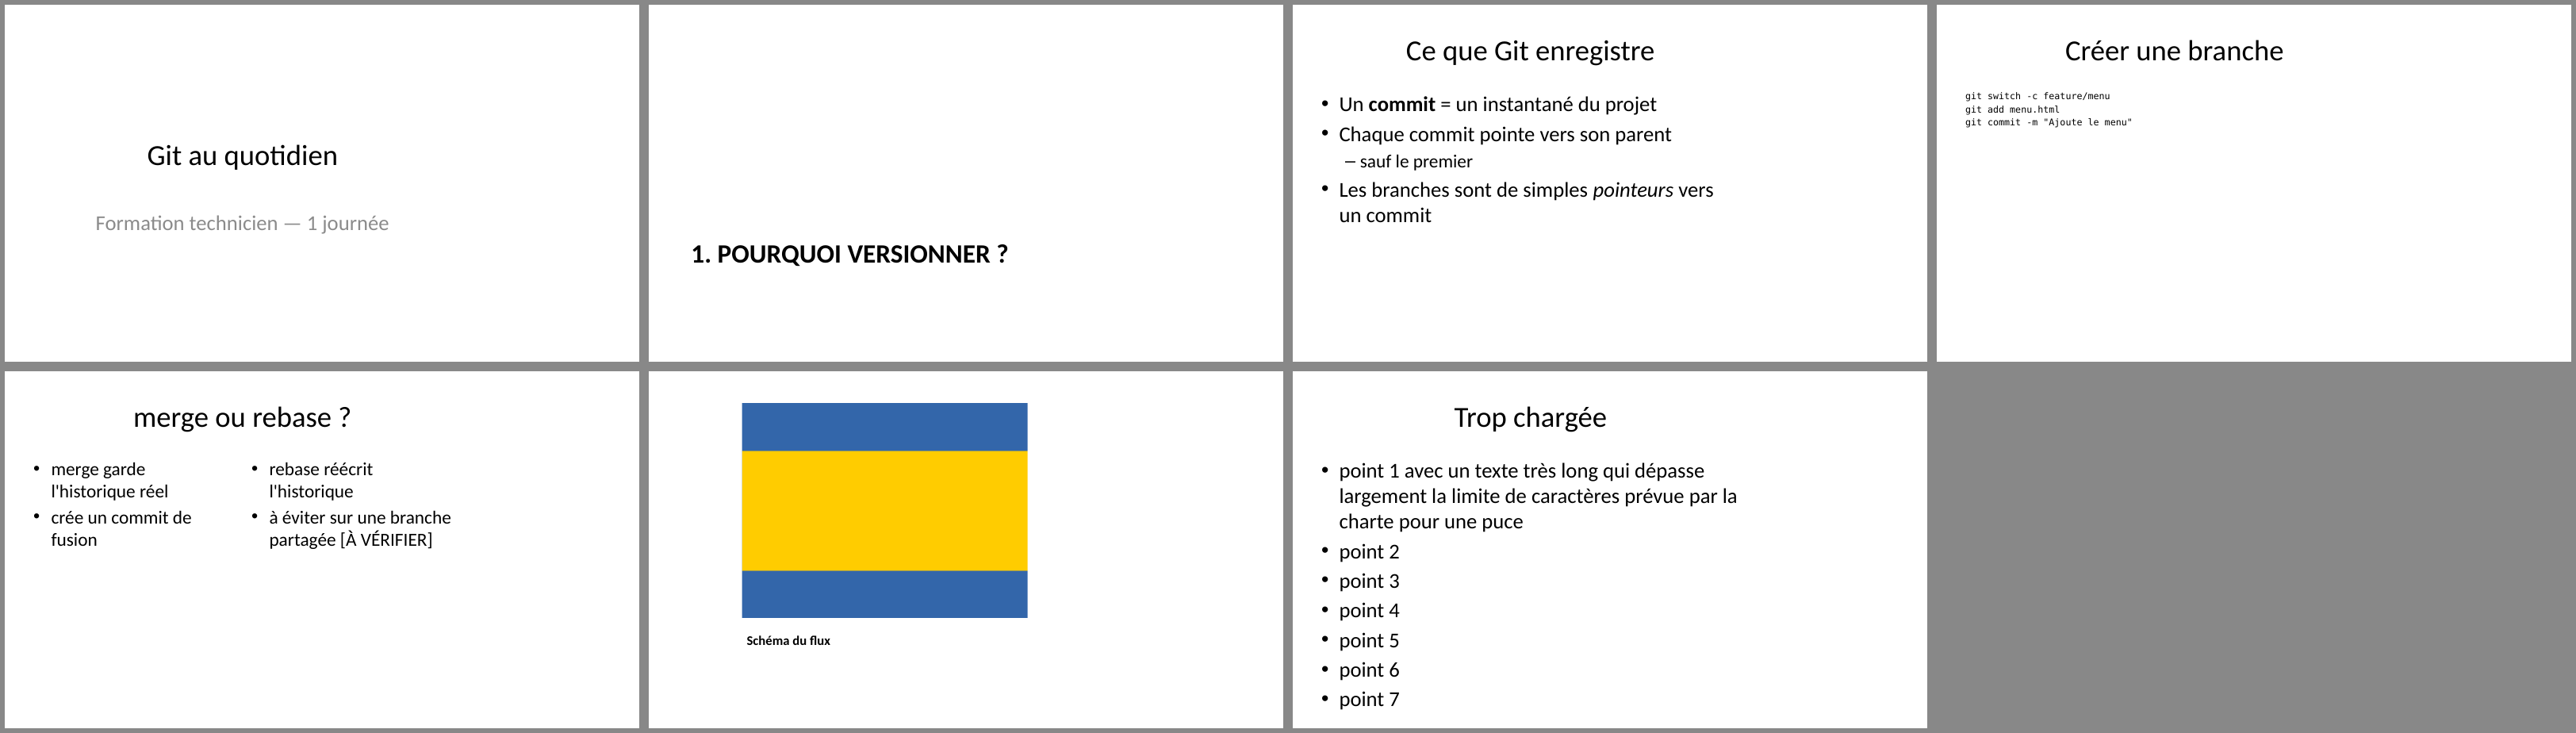 Git au quotidien
Formation technicien — 1 journée
1. POURQUOI VERSIONNER ?
Ce que Git enregistre
• Un commit = un instantané du projet
• Chaque commit pointe vers son parent
– sauf le premier
• Les branches sont de simples pointeurs vers
un commit
Créer une branche
git switch -c feature/menu
git add menu.html
git commit -m "Ajoute le menu"
merge ou rebase ?
• merge garde
l'historique réel
• crée un commit de
fusion
• rebase réécrit
l'historique
• à éviter sur une branche
partagée [À VÉRIFIER]
Schéma du flux
Trop chargée
• point 1 avec un texte très long qui dépasse
largement la limite de caractères prévue par la
charte pour une puce
• point 2
• point 3
• point 4
• point 5
• point 6
• point 7